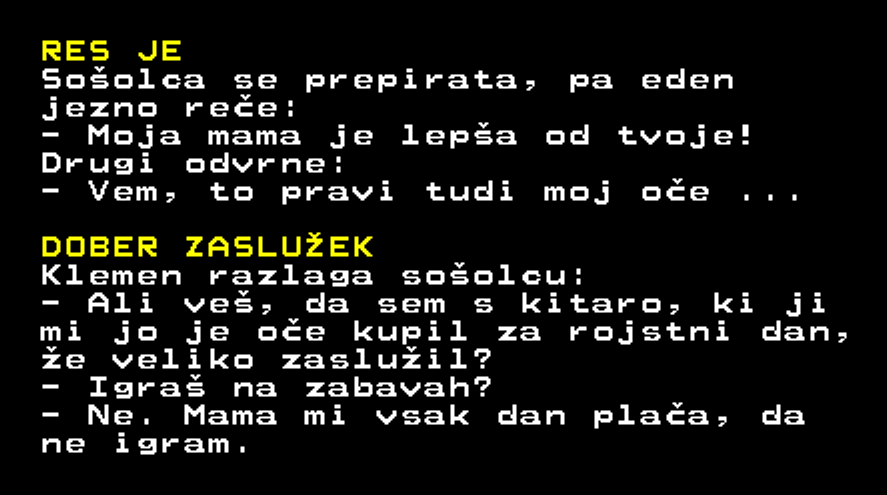 RES JE
Sošolca se prepirata, pa eden
jezno reče:
- Moja mama je lepša od tvoje!
Drugi odvrne:
- Vem, to pravi tudi moj oče ...
DOBER ZASLUŽEK
Klemen razlaga sošolcu:
- Ali veš, da sem s kitaro, ki ji
mi jo je oče kupil za rojstni dan,
že veliko zaslužil?
- Igraš na zabavah?
- Ne. Mama mi vsak dan plača, da
ne igram.